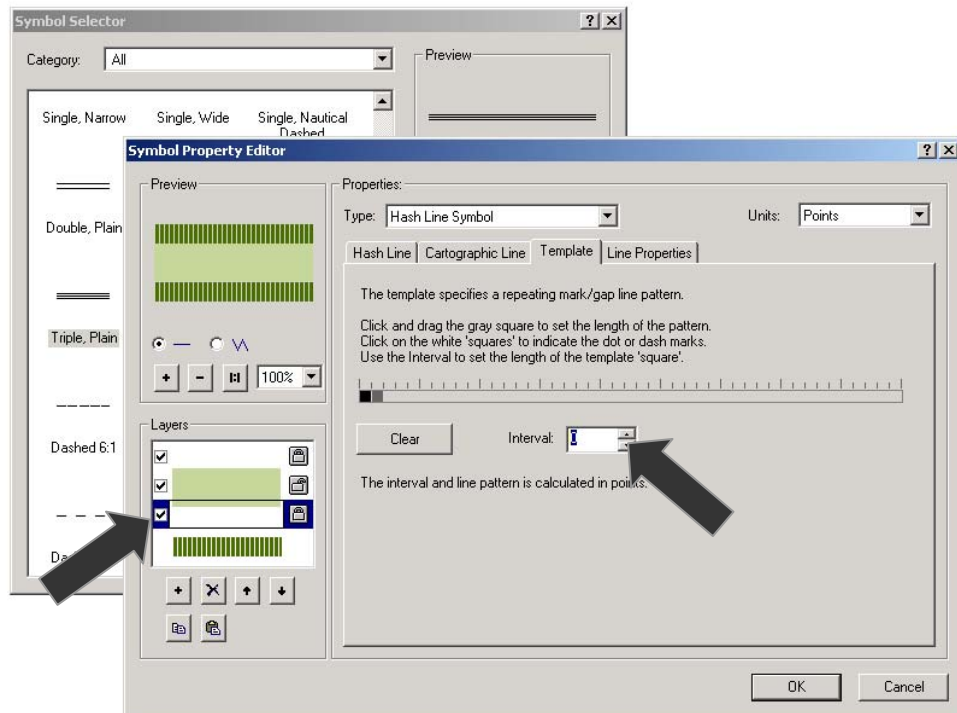 Symbol Selector
Category: All
Preview
Single, Narrow
Single, Wide
Single, Nautical
Dashed
Double, Plain
Triple, Plain
Dashed 6:1
Symbol Property Editor
Preview
100%
Layers
Properties:
Type: Hash Line Symbol
Units: Points
Hash Line
Cartographic Line
Template
Line Properties
The template specifies a repeating mark/gap line pattern.
Click and drag the gray square to set the length of the pattern.
Click on the white 'squares' to indicate the dot or dash marks.
Use the Interval to set the length of the template 'square'.
Clear
Interval:
The interval and line pattern is calculated in points.
OK
Cancel